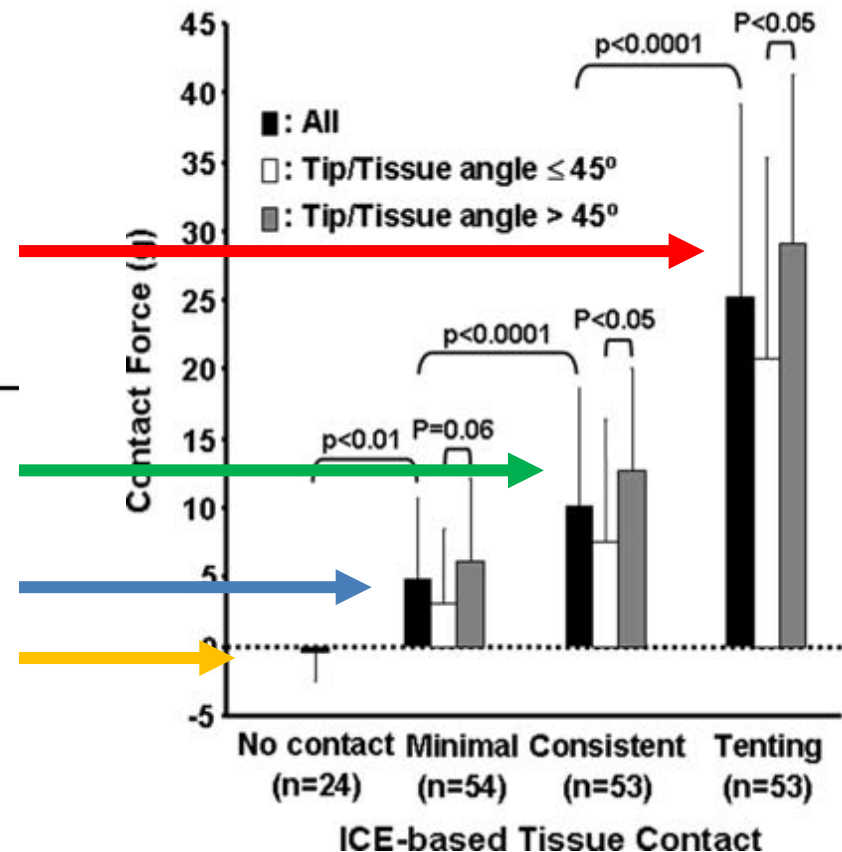 45
40
35
30
25
20
15
10
5
0
-5
Contact Force (g)
: All
: Tip/Tissue angle ≤ 45º
: Tip/Tissue angle > 45º
p<0.01
P=0.06
p<0.0001
P<0.05
p<0.0001
P<0.05
No contact Minimal Consistent Tenting
(n=24) (n=54) (n=53) (n=53)
ICE-based Tissue Contact